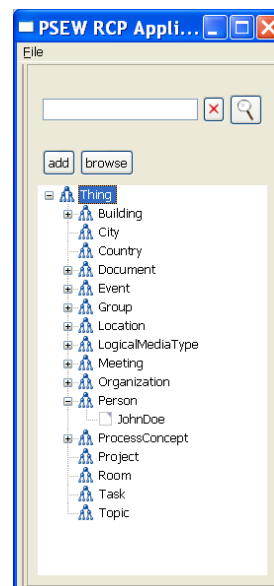 PSEW RCP Appli...
File
add browse
Thing
Building
City
Country
Document
Event
Group
Location
LogicalMediaType
Meeting
Organization
Person
JohnDoe
ProcessConcept
Project
Room
Task
Topic